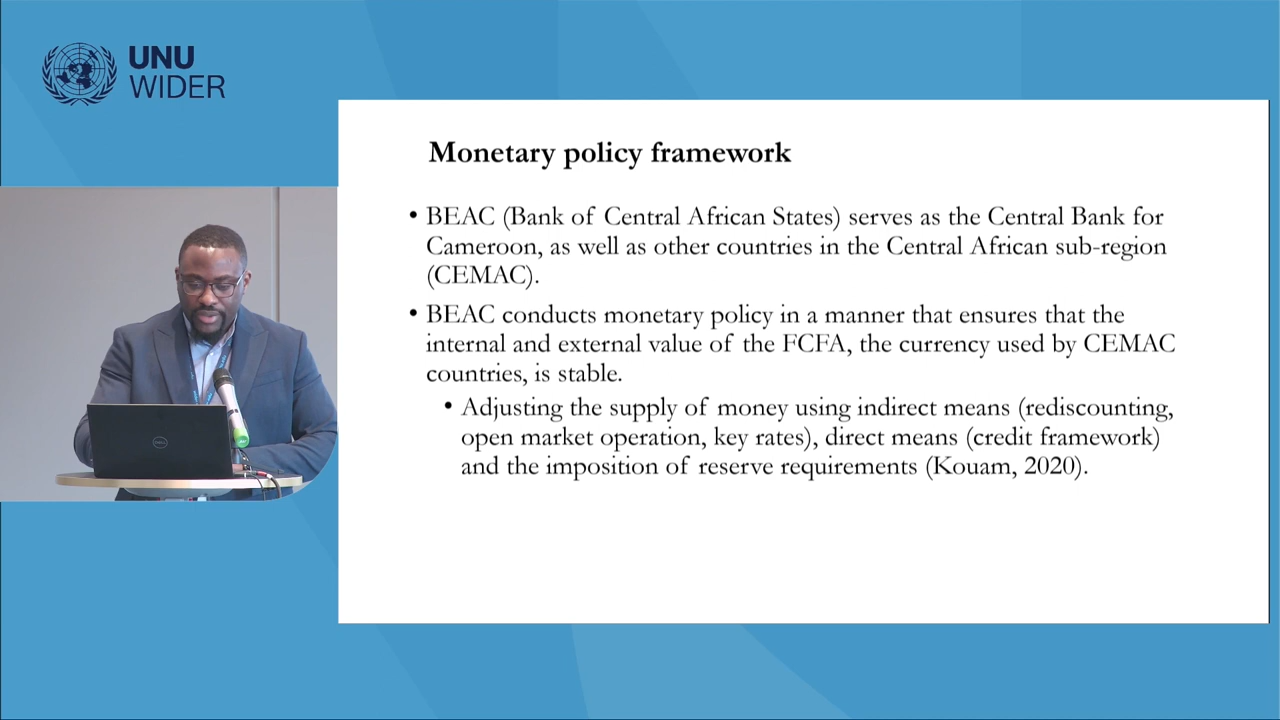 UNU
WIDER
Monetary policy framework
• BEAC (Bank of Central African States) serves as the Central Bank for
Cameroon, as well as other countries in the Central African sub-region
(CEMAC).
• BEAC conducts monetary policy in a manner that ensures that the
internal and external value of the FCFA, the currency used by CEMAC
countries, is stable.
• Adjusting the supply of money using indirect means (rediscounting,
open market operation, key rates), direct means (credit framework)
and the imposition of reserve requirements (Kouam, 2020).
DELL